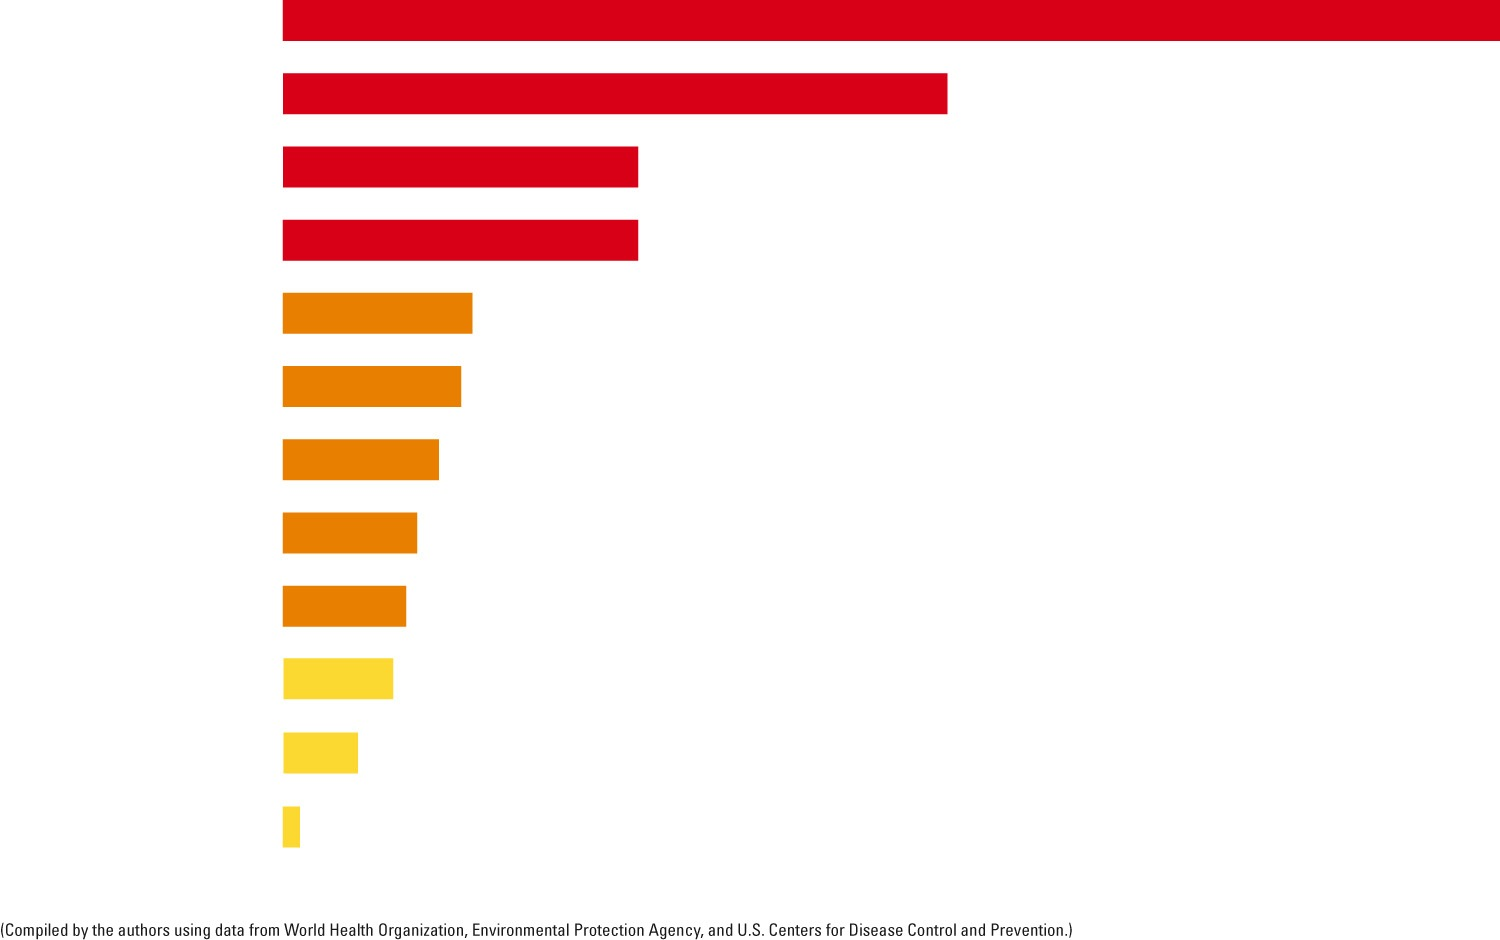 (Compiled by the authors using data from World Health Organization, Environmental Protection Agency, and U.S. Centers for Disease Control and Prevention.)